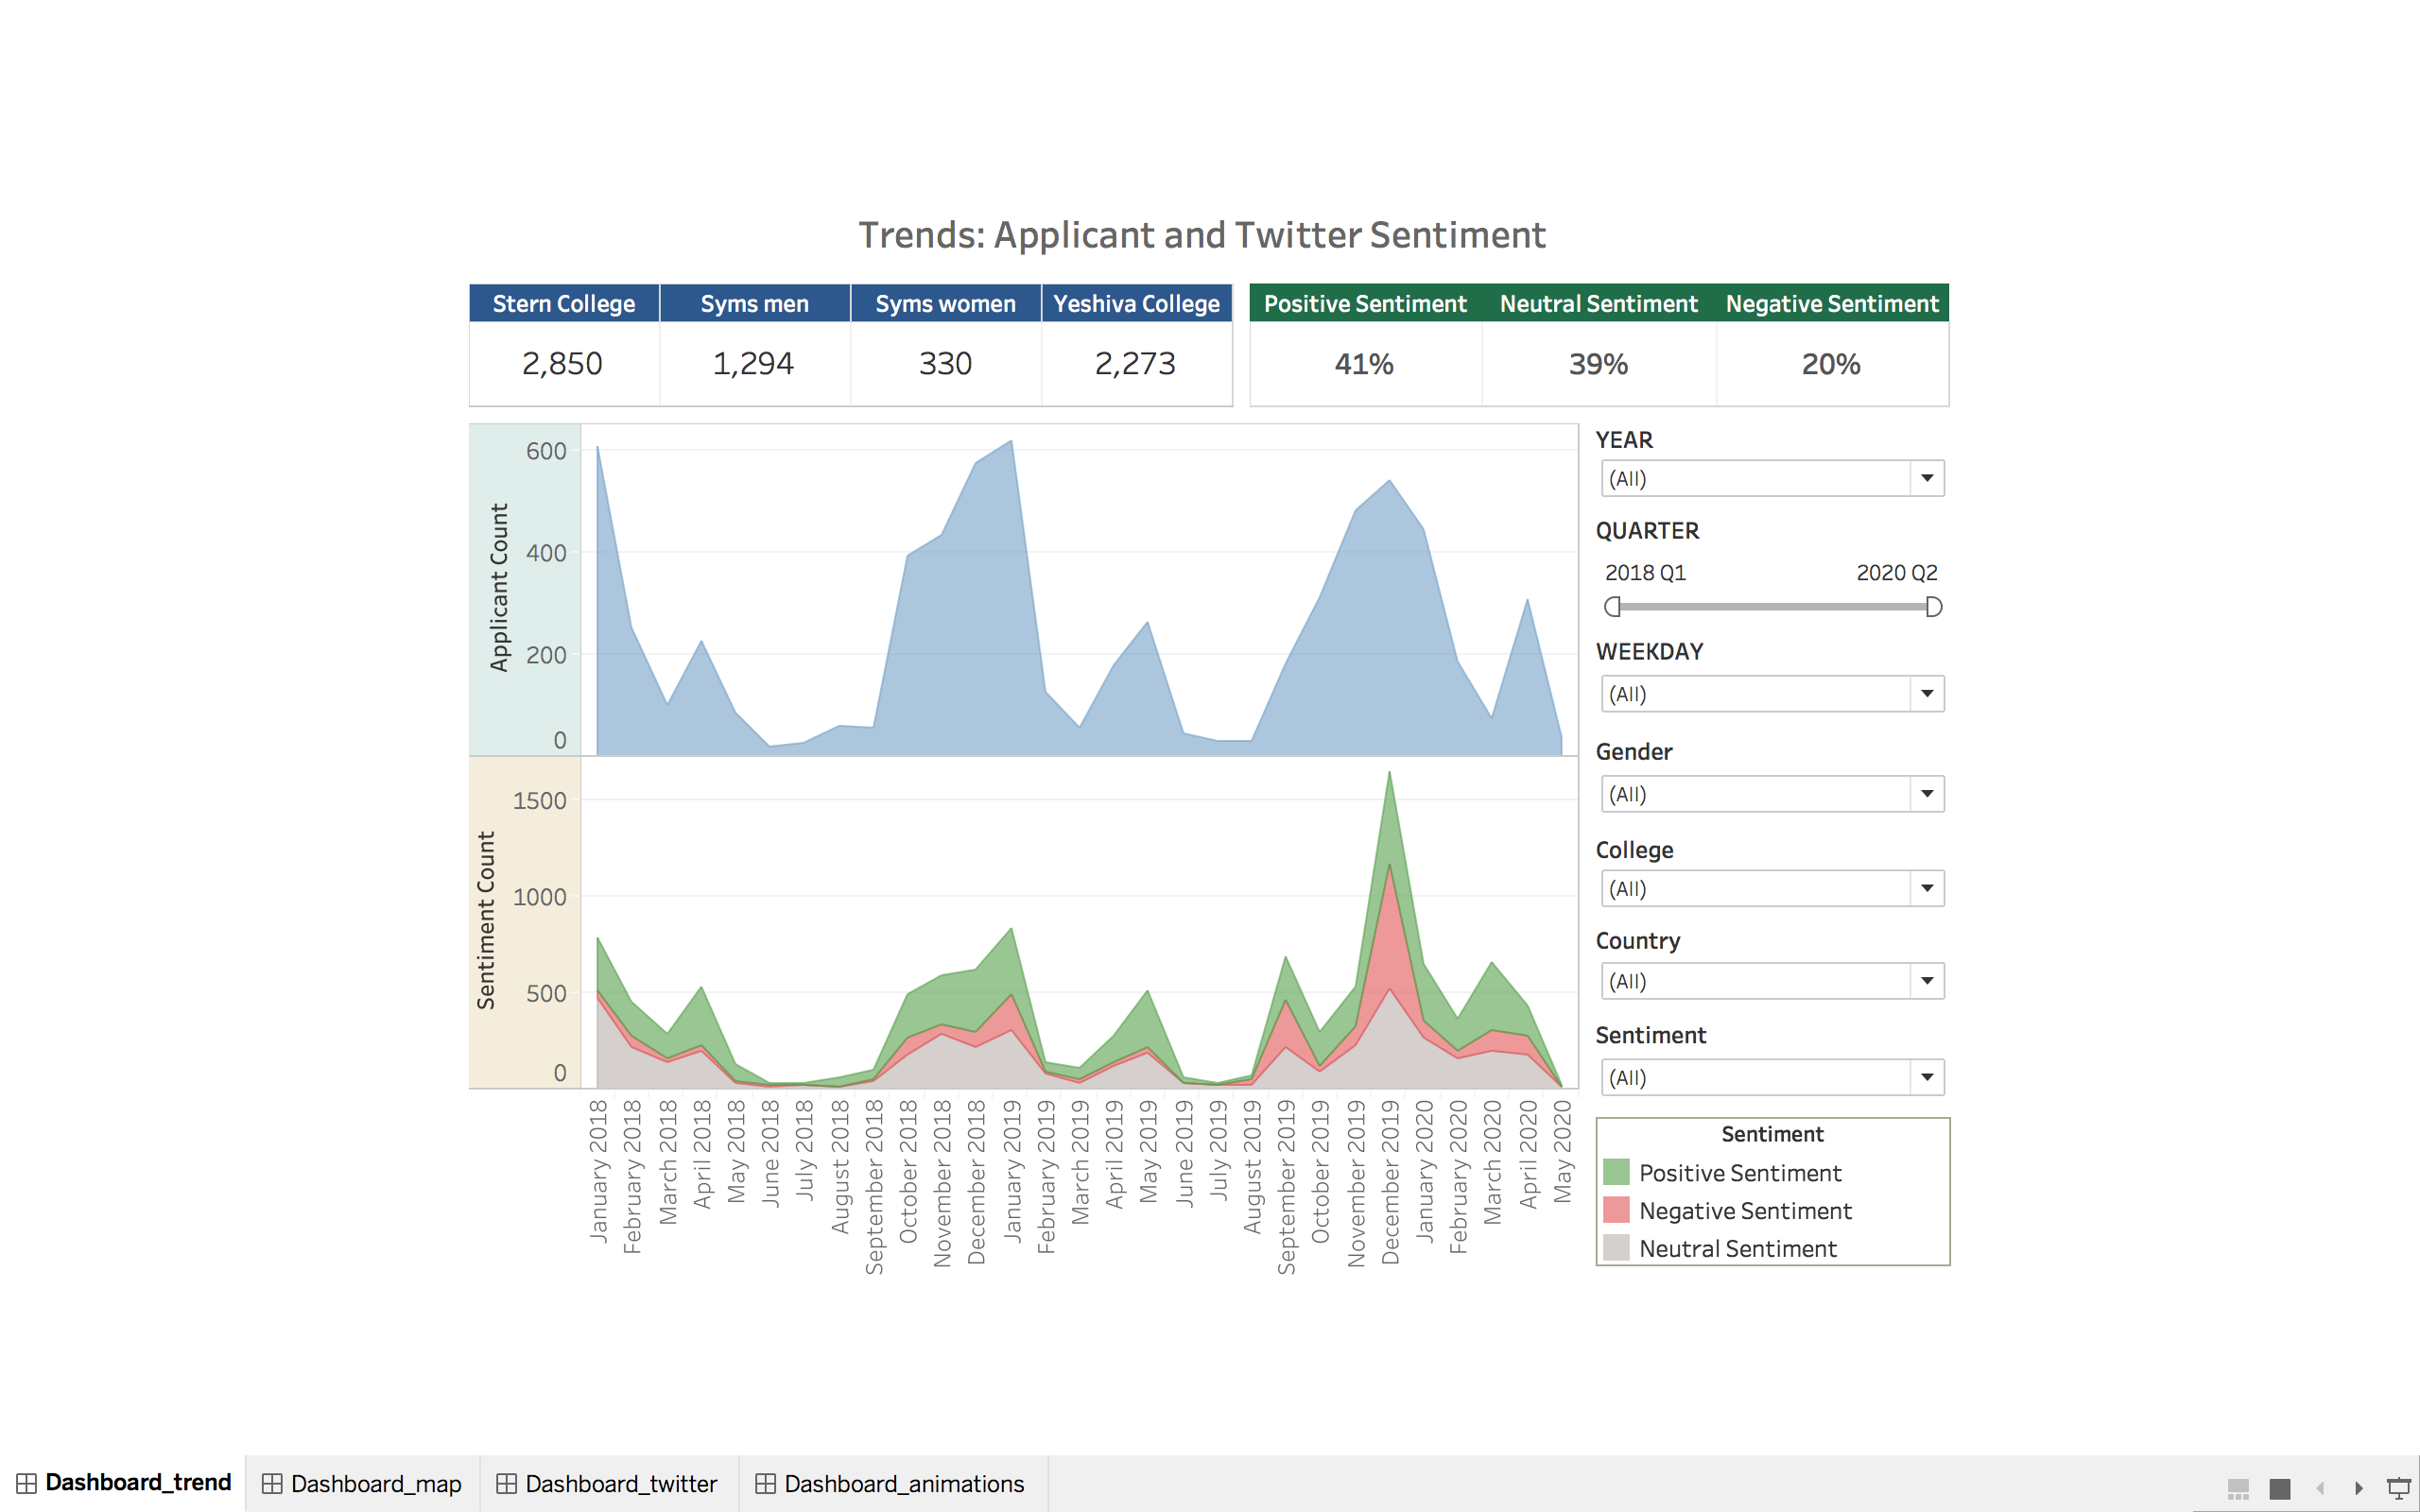 Trends: Applicant and Twitter Sentiment
Stern College Syms men Syms women Yeshiva College
2,850 1,294 330 2,273
Positive Sentiment Neutral Sentiment Negative Sentiment
41% 39% 20%
Applicant Count
600
400
200
0
Sentiment Count
1500
1000
500
0
January 2018
February 2018
March 2018
April 2018
May 2018
June 2018
July 2018
August 2018
September 2018
October 2018
November 2018
December 2018
January 2019
February 2019
March 2019
April 2019
May 2019
June 2019
July 2019
August 2019
September 2019
October 2019
November 2019
December 2019
January 2020
February 2020
March 2020
April 2020
May 2020
YEAR
(All)
QUARTER
2018 Q1 2020 Q2
WEEKDAY
(All)
Gender
(All)
College
(All)
Country
(All)
Sentiment
(All)
Sentiment
Positive Sentiment
Negative Sentiment
Neutral Sentiment
Dashboard_trend Dashboard_map Dashboard_twitter Dashboard_animations